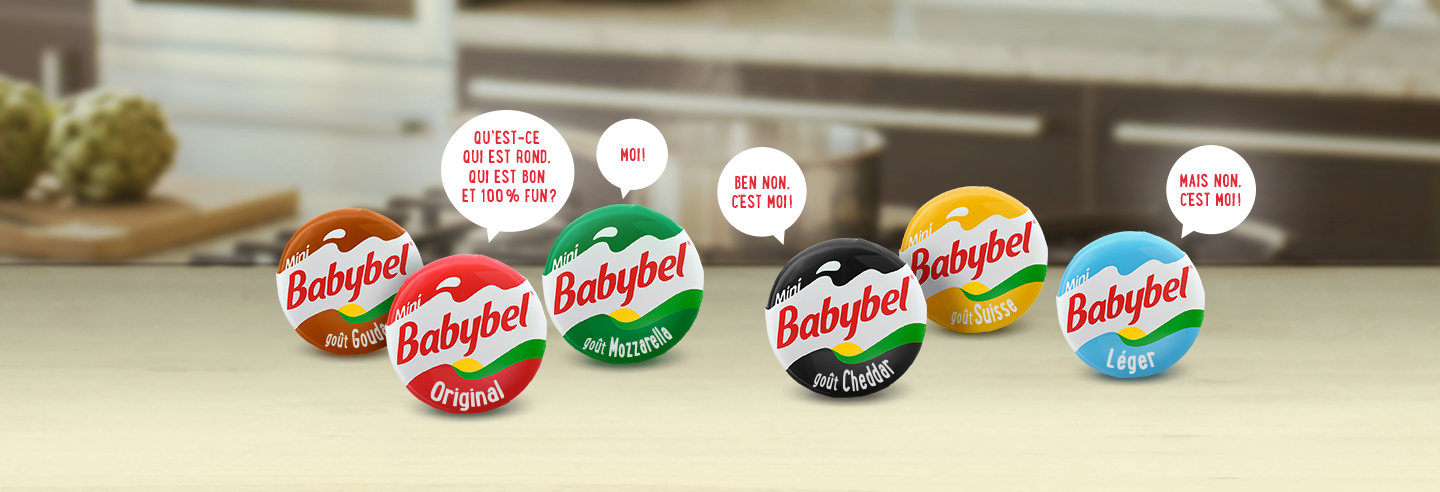 QU'EST-CE
QUI EST ROND,
QUI EST BON
ET 100% FUN?
MOI!
BEN NON,
C'EST MOI!
MAIS NON,
C'EST MOI!
Mini
Babybel
goût Gouda
Mini
Babybel
Original
Mini
Babybel
goût Mozzarella
Mini
Babybel
goût Cheddar
Mini
Babybel
goût Suisse
Mini
Babybel
Léger